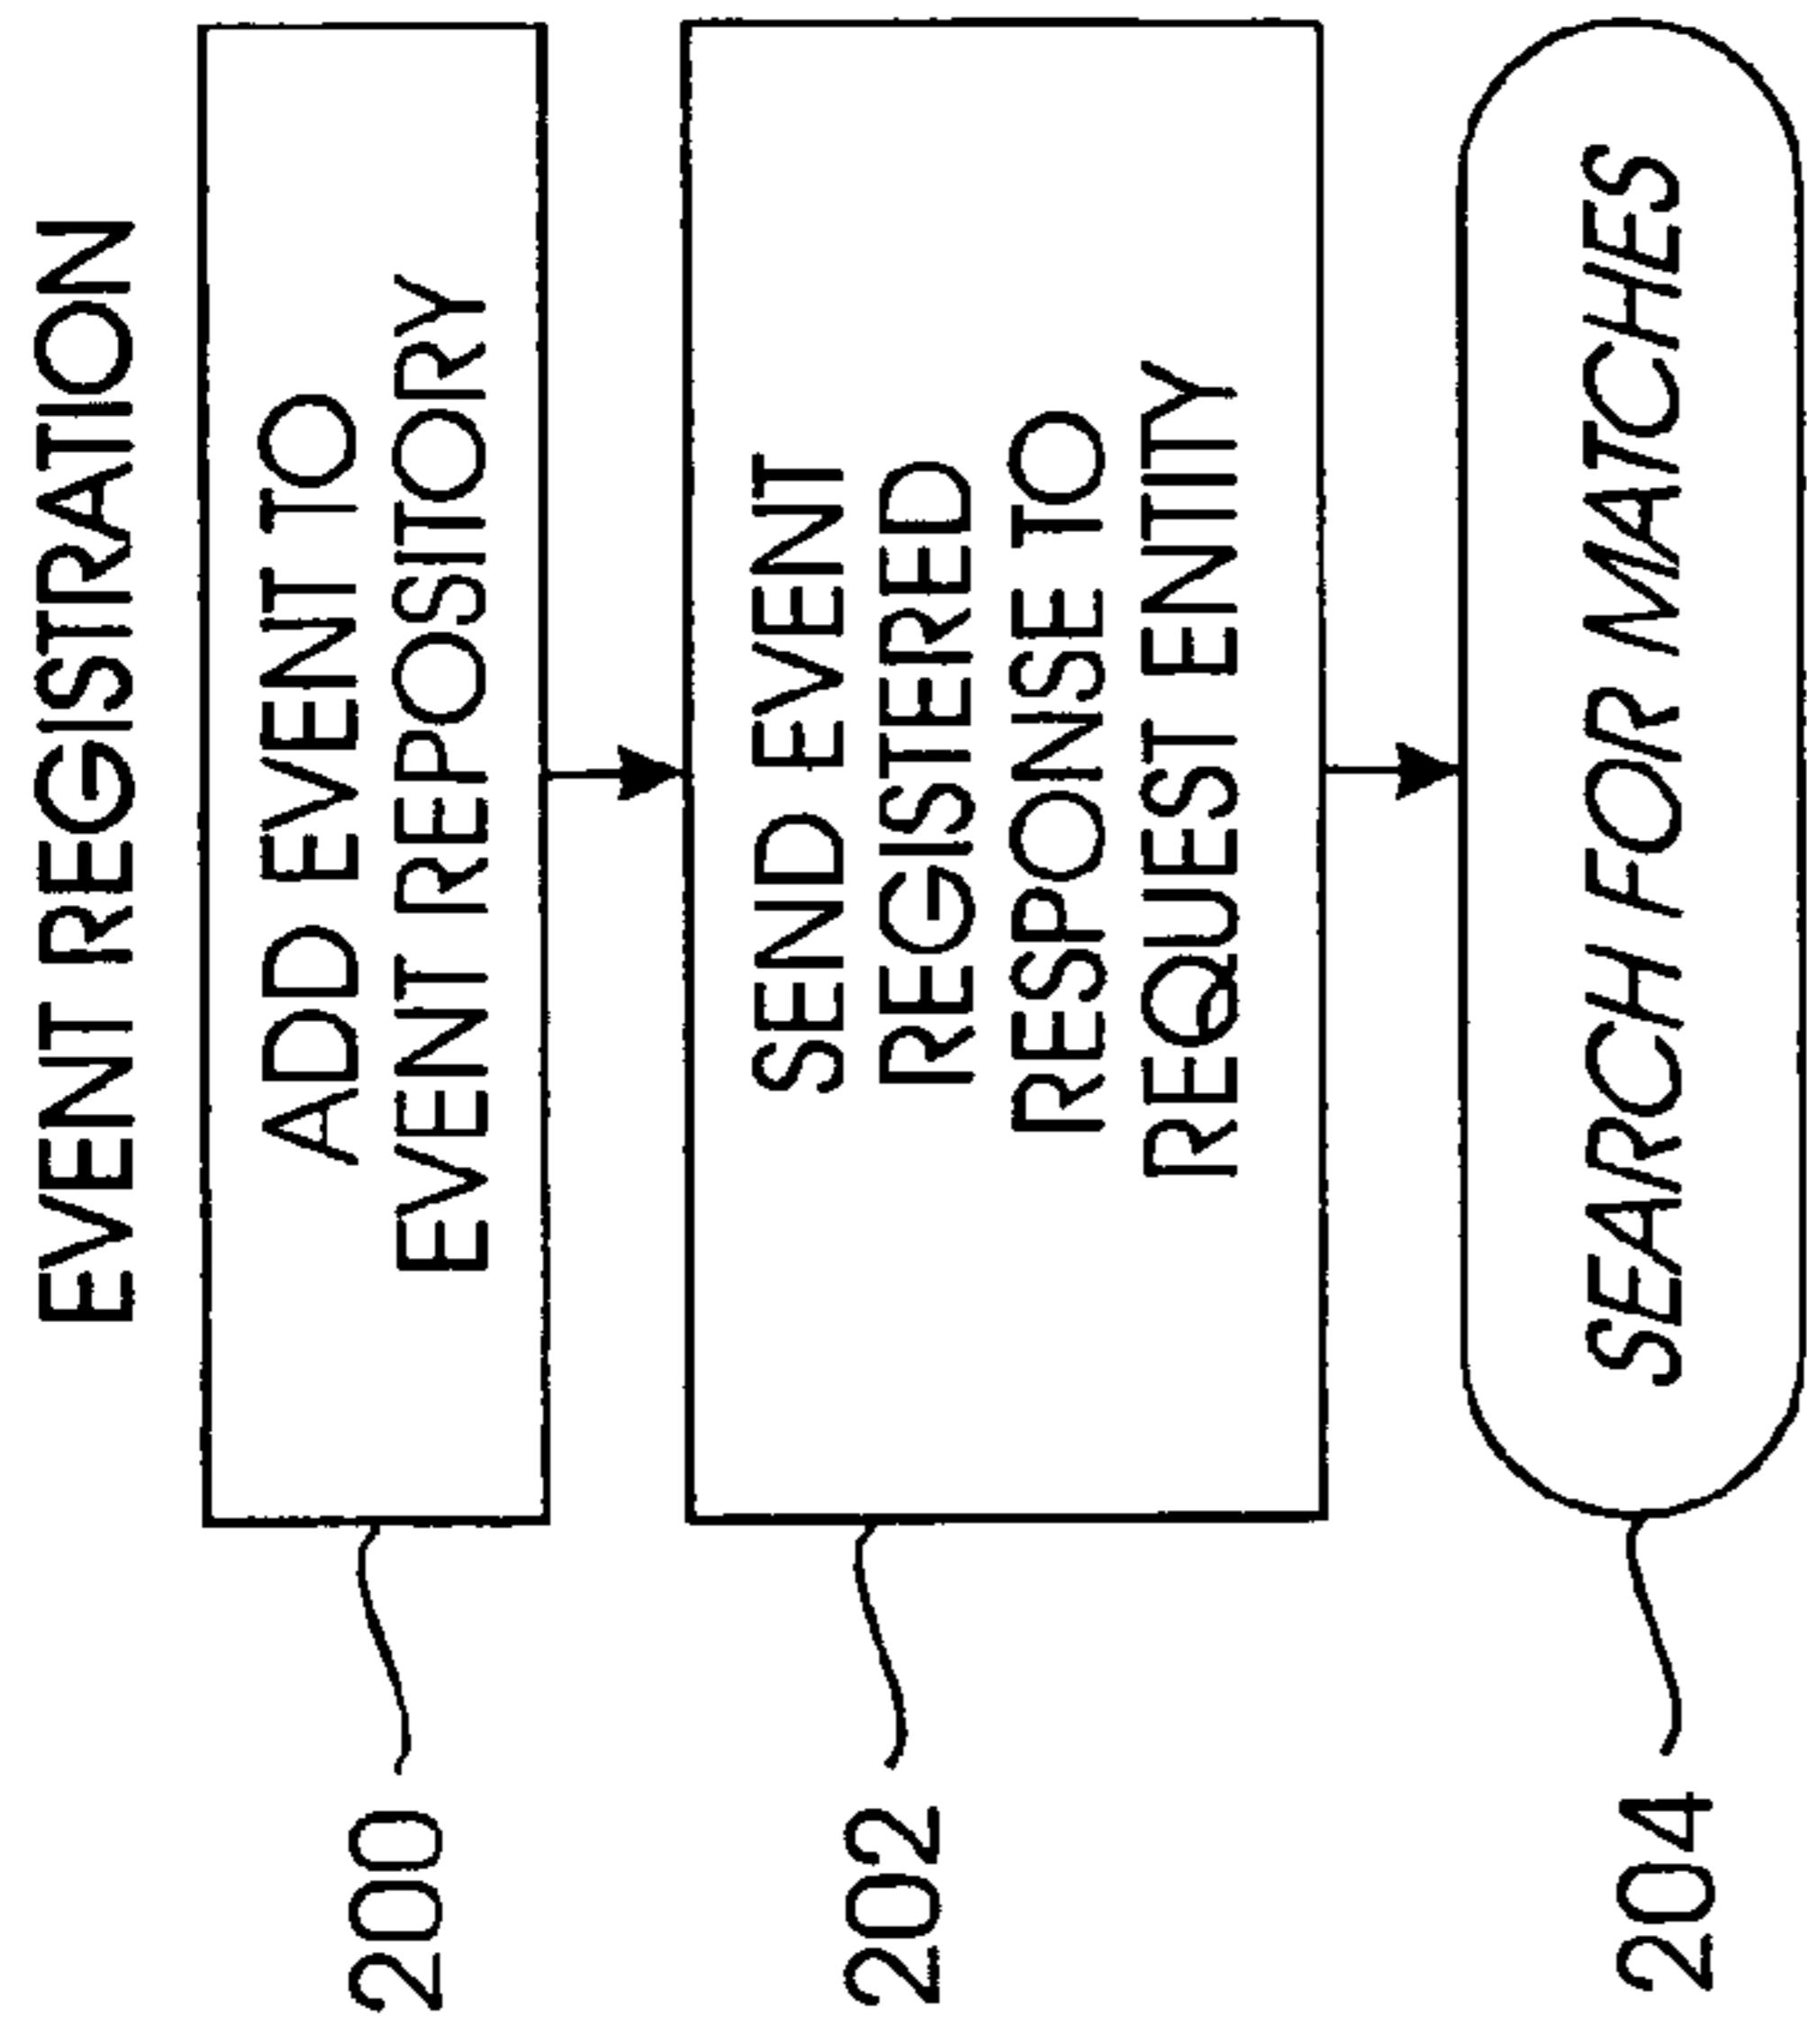 EVENT REGISTRATION
200
ADD EVENT TO
EVENT REPOSITORY
202
SEND EVENT
REGISTERED
RESPONSE TO
REQUEST ENTITY
204
SEARCH FOR MATCHES